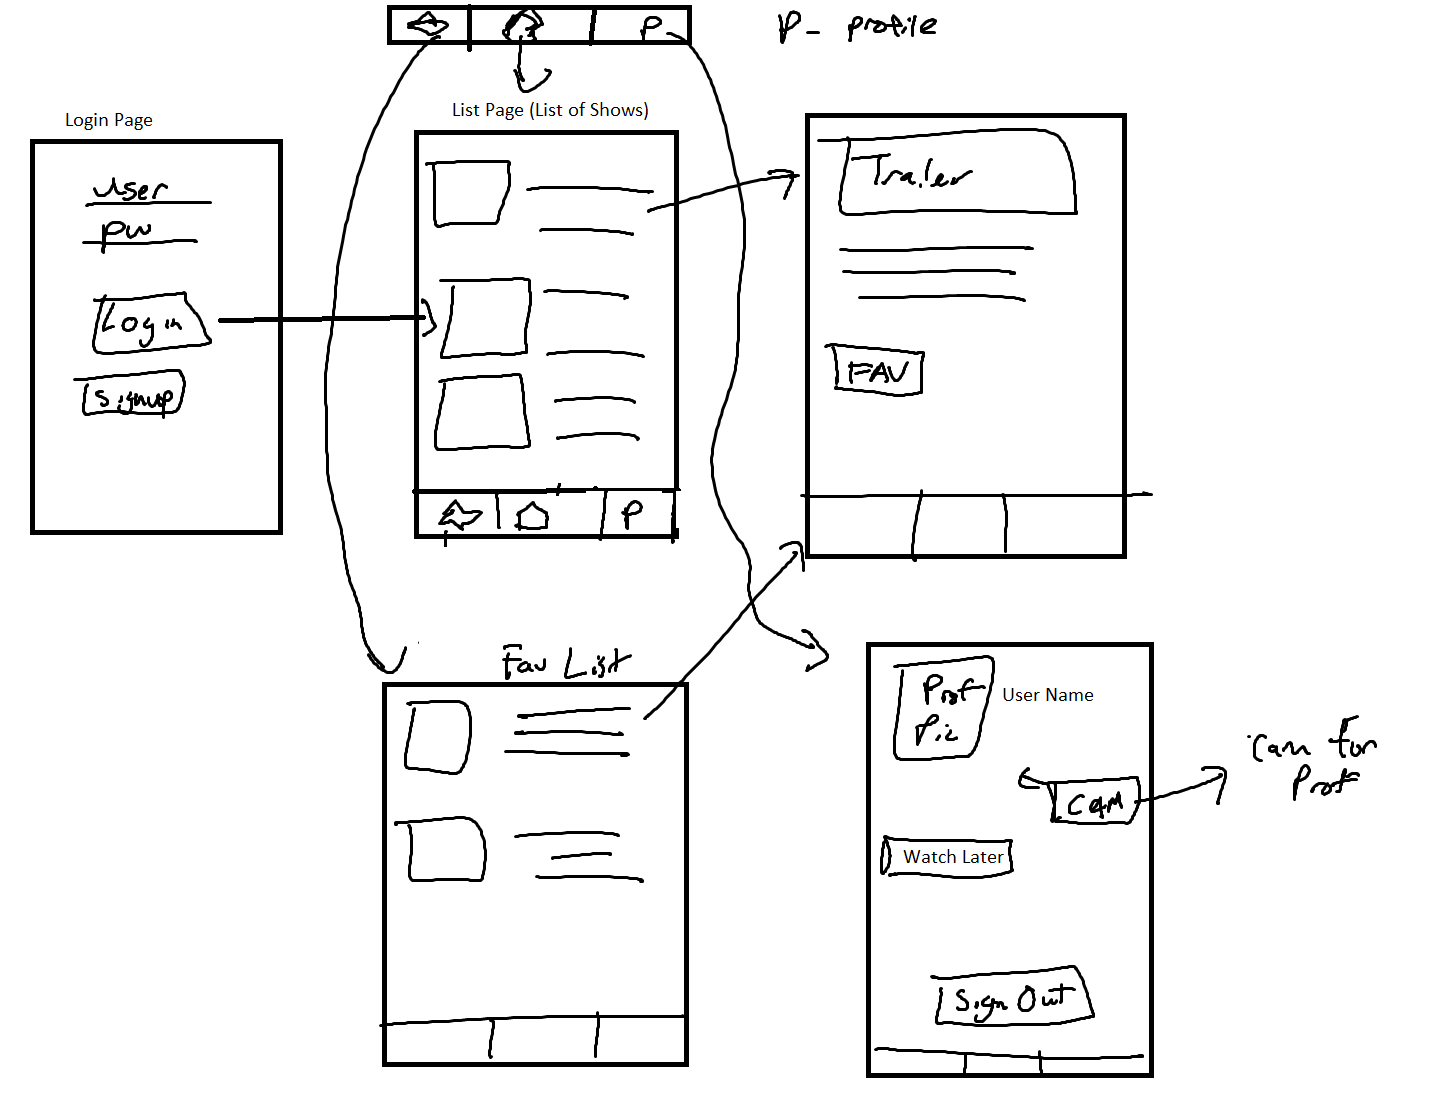 P
P - profile
Login Page
List Page (List of Shows)
User
PW
Login
Signup
P
Trailer
FAV
Fav List
Prof
Pic
User Name
CAM
Cam For
Prof
Watch Later
Sign Out